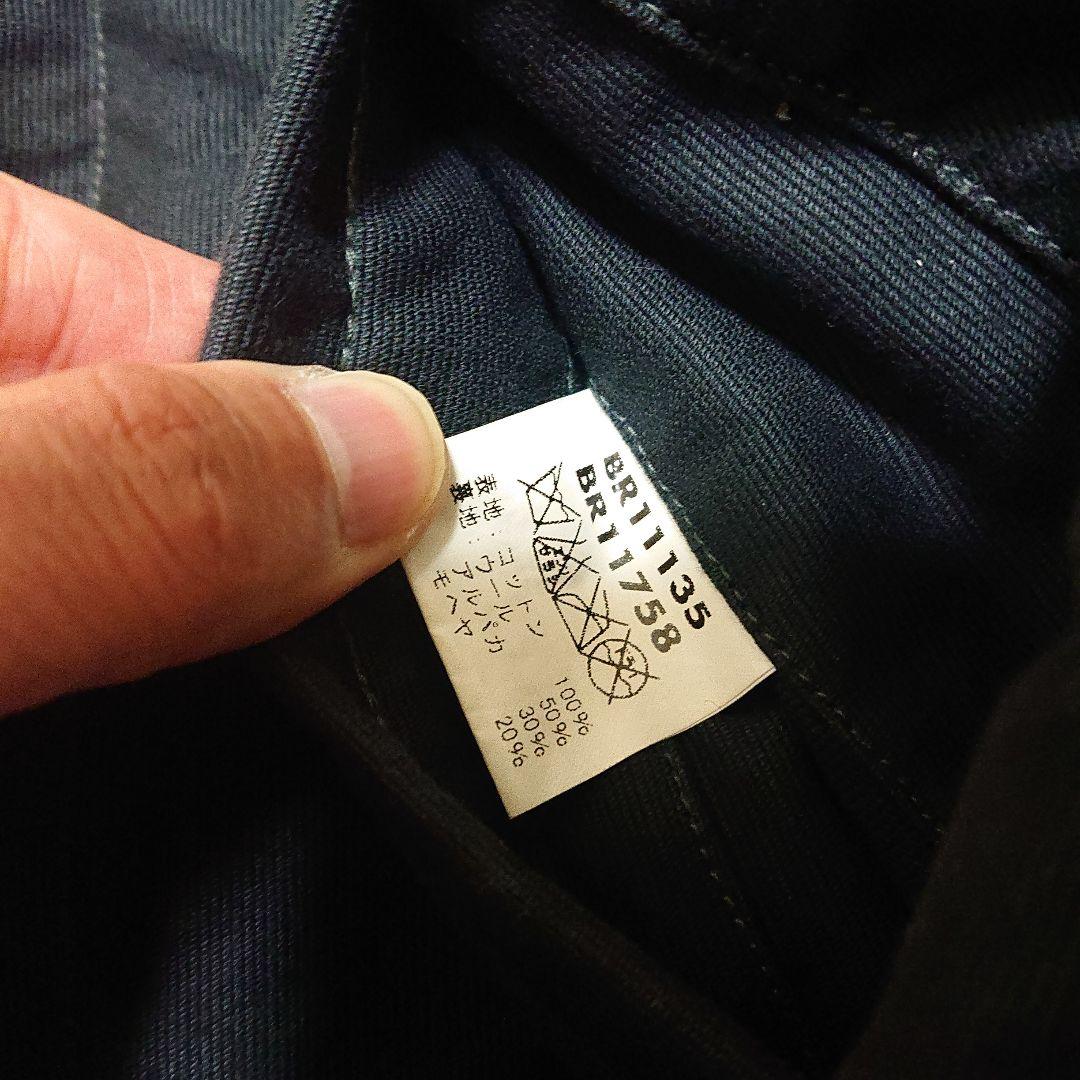 BR11135
BR11758
表地: コットン 100%
裏地: ウール 50%
アルパカ 30%
モヘヤ 20%